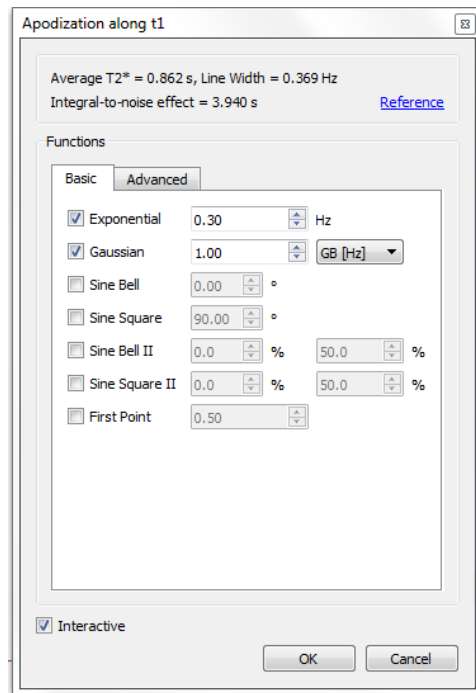 Apodization along t1
Average T2* = 0.862 s, Line Width = 0.369 Hz
Integral-to-noise effect = 3.940 s Reference
Functions
Basic Advanced
Exponential 0.30 Hz
Gaussian 1.00 GB [Hz]
Sine Bell 0.00 °
Sine Square 90.00 °
Sine Bell II 0.0 % 50.0 %
Sine Square II 0.0 % 50.0 %
First Point 0.50
Interactive
OK Cancel